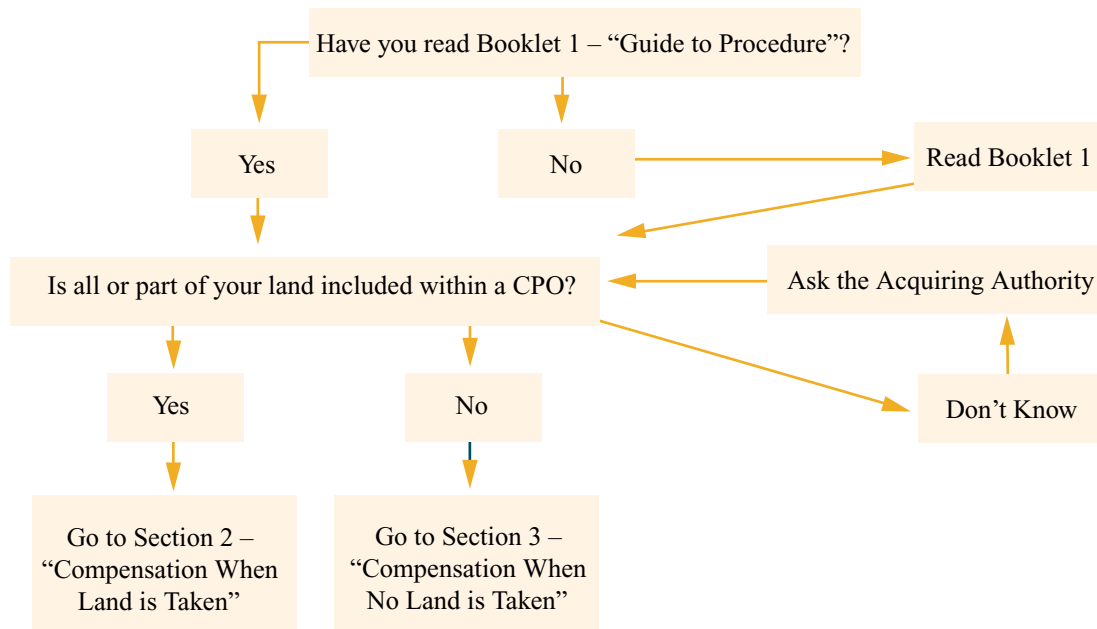 Have you read Booklet 1 – “Guide to Procedure”?
Yes
No
Read Booklet 1
Is all or part of your land included within a CPO?
Ask the Acquiring Authority
Yes
No
Don’t Know
Go to Section 2 –
“Compensation When
Land is Taken”
Go to Section 3 –
“Compensation When
No Land is Taken”